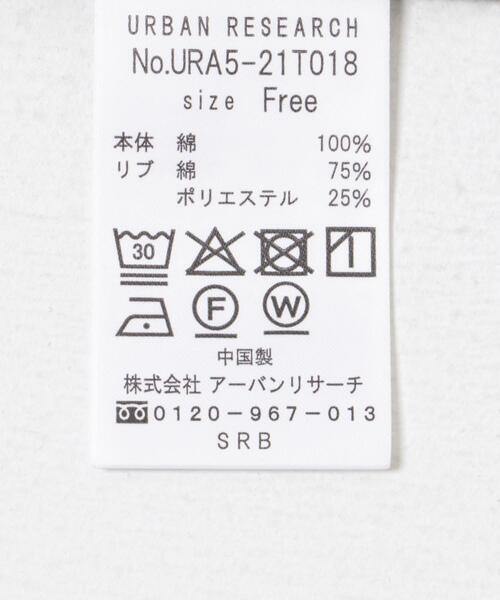 URBAN RESEARCH
No.URA5-21T018
size Free
本体 綿 100%
リブ 綿 75%
ポリエステル 25%
30
F W
中国製
株式会社 アーバンリサーチ
0120-967-013
SRB